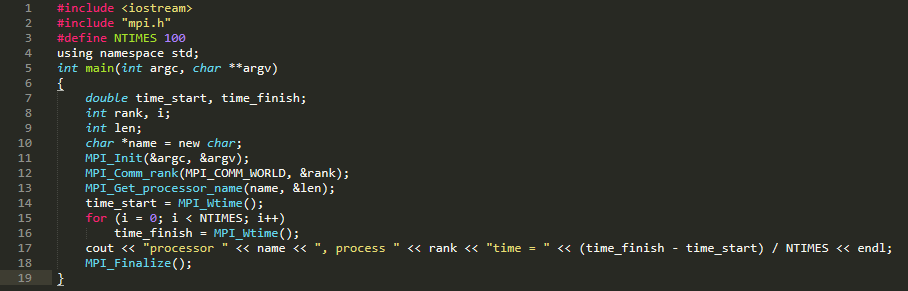 1 #include <iostream>
2 #include "mpi.h"
3 #define NTIMES 100
4 using namespace std;
5 int main(int argc, char **argv)
6 {
7     double time_start, time_finish;
8     int rank, i;
9     int len;
10     char *name = new char;
11     MPI_Init(&argc, &argv);
12     MPI_Comm_rank(MPI_COMM_WORLD, &rank);
13     MPI_Get_processor_name(name, &len);
14     time_start = MPI_Wtime();
15     for (i = 0; i < NTIMES; i++)
16         time_finish = MPI_Wtime();
17     cout << "processor " << name << ", process " << rank << "time = " << (time_finish - time_start) / NTIMES << endl;
18     MPI_Finalize();
19 }